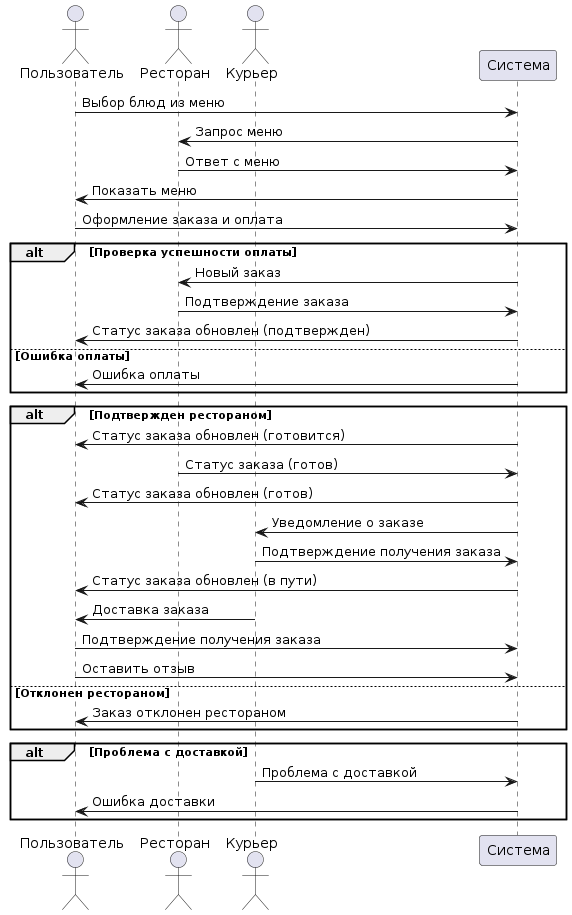 Пользователь Ресторан Курьер Система
Выбор блюд из меню
Запрос меню
Ответ с меню
Показать меню
Оформление заказа и оплата
alt [Проверка успешности оплаты]
Новый заказ
Подтверждение заказа
Статус заказа обновлен (подтвержден)
[Ошибка оплаты]
Ошибка оплаты
alt [Подтвержден рестораном]
Статус заказа обновлен (готовится)
Статус заказа (готов)
Статус заказа обновлен (готов)
Уведомление о заказе
Подтверждение получения заказа
Статус заказа обновлен (в пути)
Доставка заказа
Подтверждение получения заказа
Оставить отзыв
[Отклонен рестораном]
Заказ отклонен рестораном
alt [Проблема с доставкой]
Проблема с доставкой
Ошибка доставки
Пользователь Ресторан Курьер Система